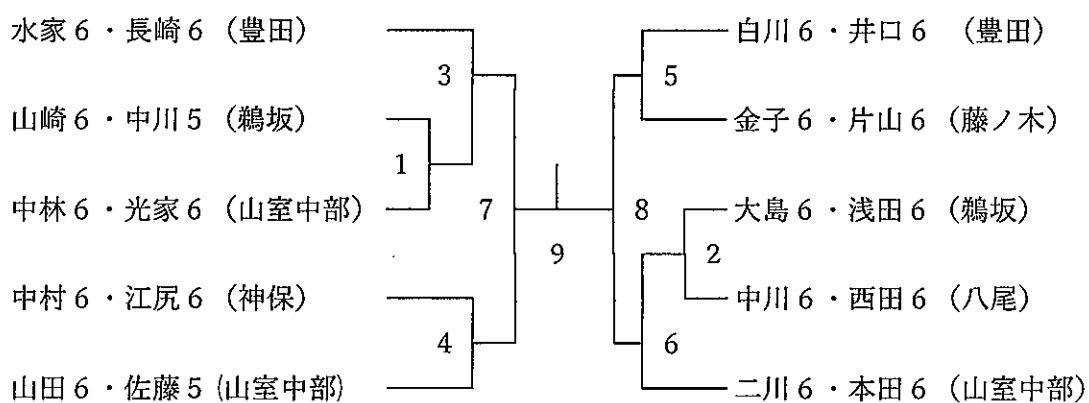 水家6・長崎6（豊田）
山崎6・中川5（鵜坂）
中林6・光家6（山室中部）
中村6・江尻6（神保）
山田6・佐藤5（山室中部）
3
1
7
4
9
8
5
2
6
白川6・井口6（豊田）
金子6・片山6（藤ノ木）
大島6・浅田6（鵜坂）
中川6・西田6（八尾）
二川6・本田6（山室中部）